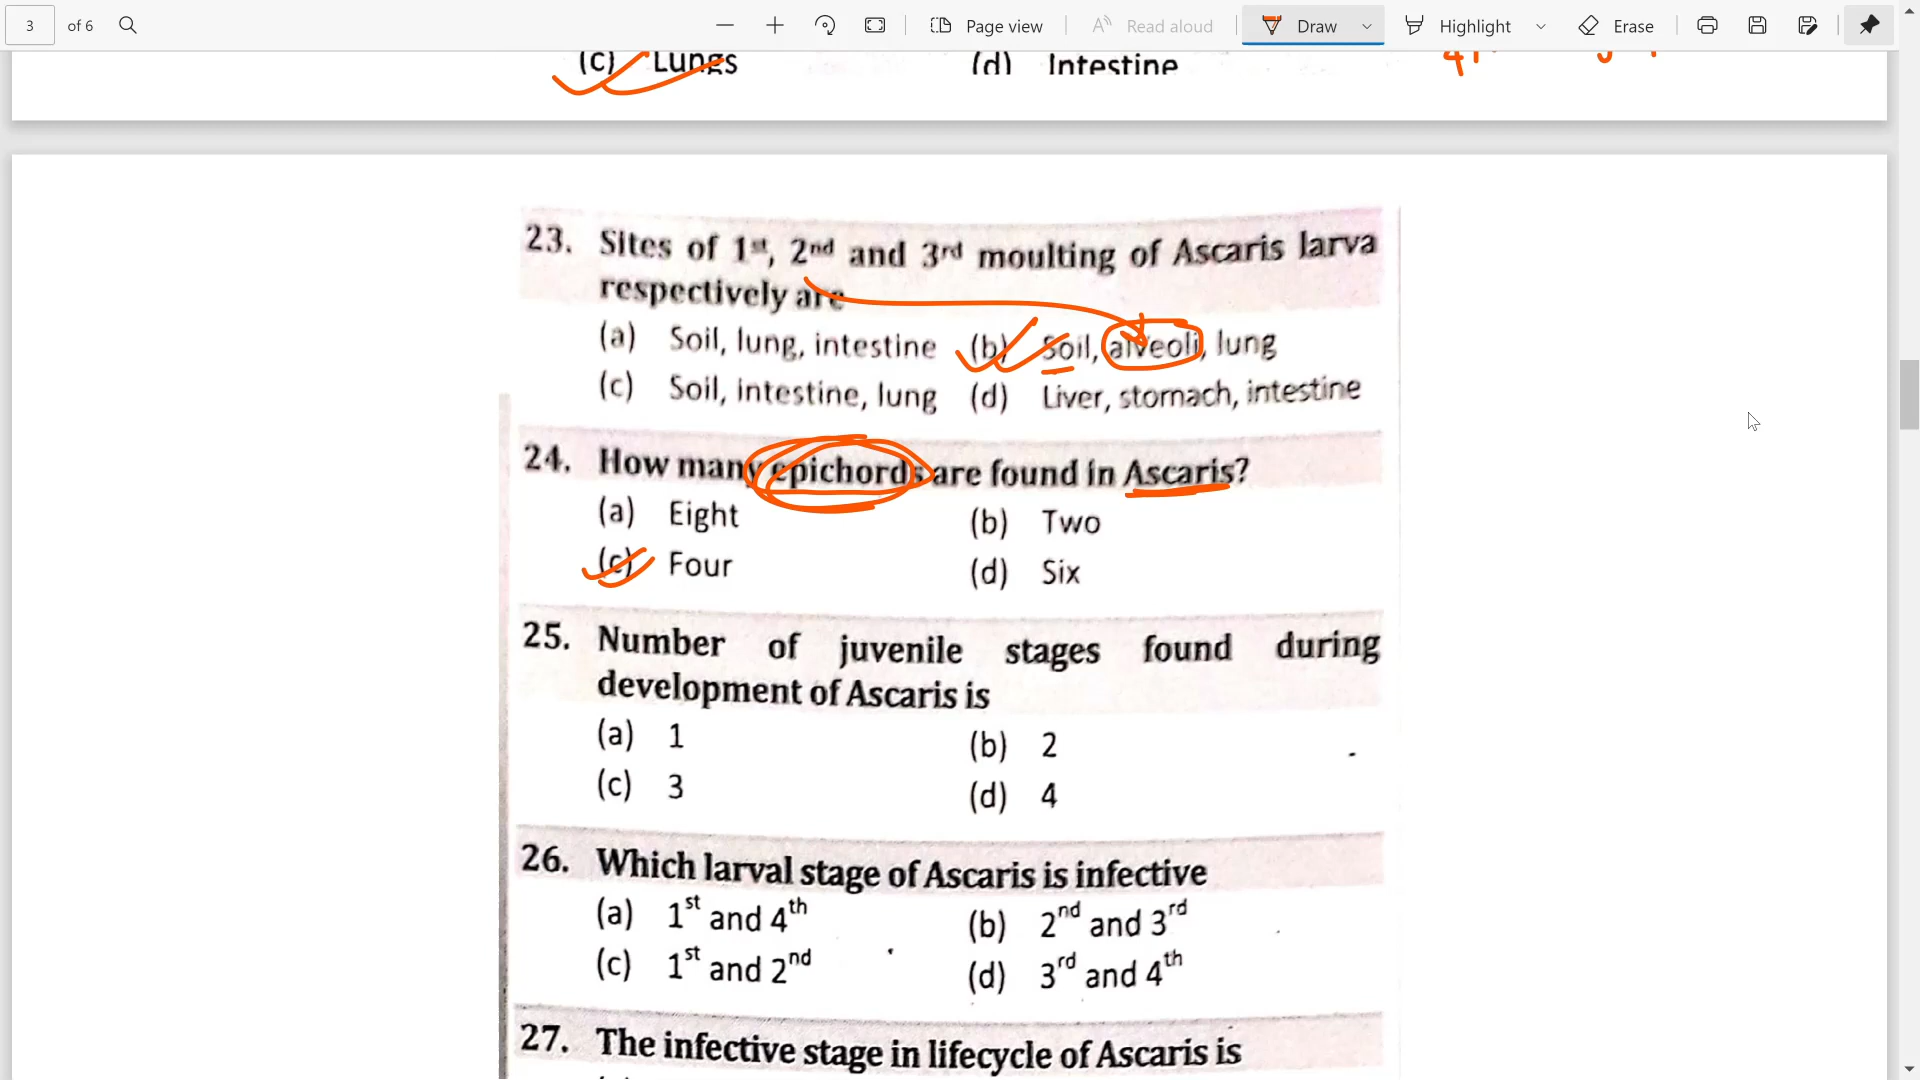 3 of 6 Page view Read aloud Draw Highlight Erase
(c) Lungs (d) Intestine
23. Sites of 1st, 2nd and 3rd moulting of Ascaris larva
respectively are
(a) Soil, lung, intestine (b) Soil, alveoli, lung
(c) Soil, intestine, lung (d) Liver, stomach, intestine
24. How many epichords are found in Ascaris?
(a) Eight (b) Two
(c) Four (d) Six
25. Number of juvenile stages found during
development of Ascaris is
(a) 1 (b) 2
(c) 3 (d) 4
26. Which larval stage of Ascaris is infective
(a) 1st and 4th (b) 2nd and 3rd
(c) 1st and 2nd (d) 3rd and 4th
27. The infective stage in lifecycle of Ascaris is